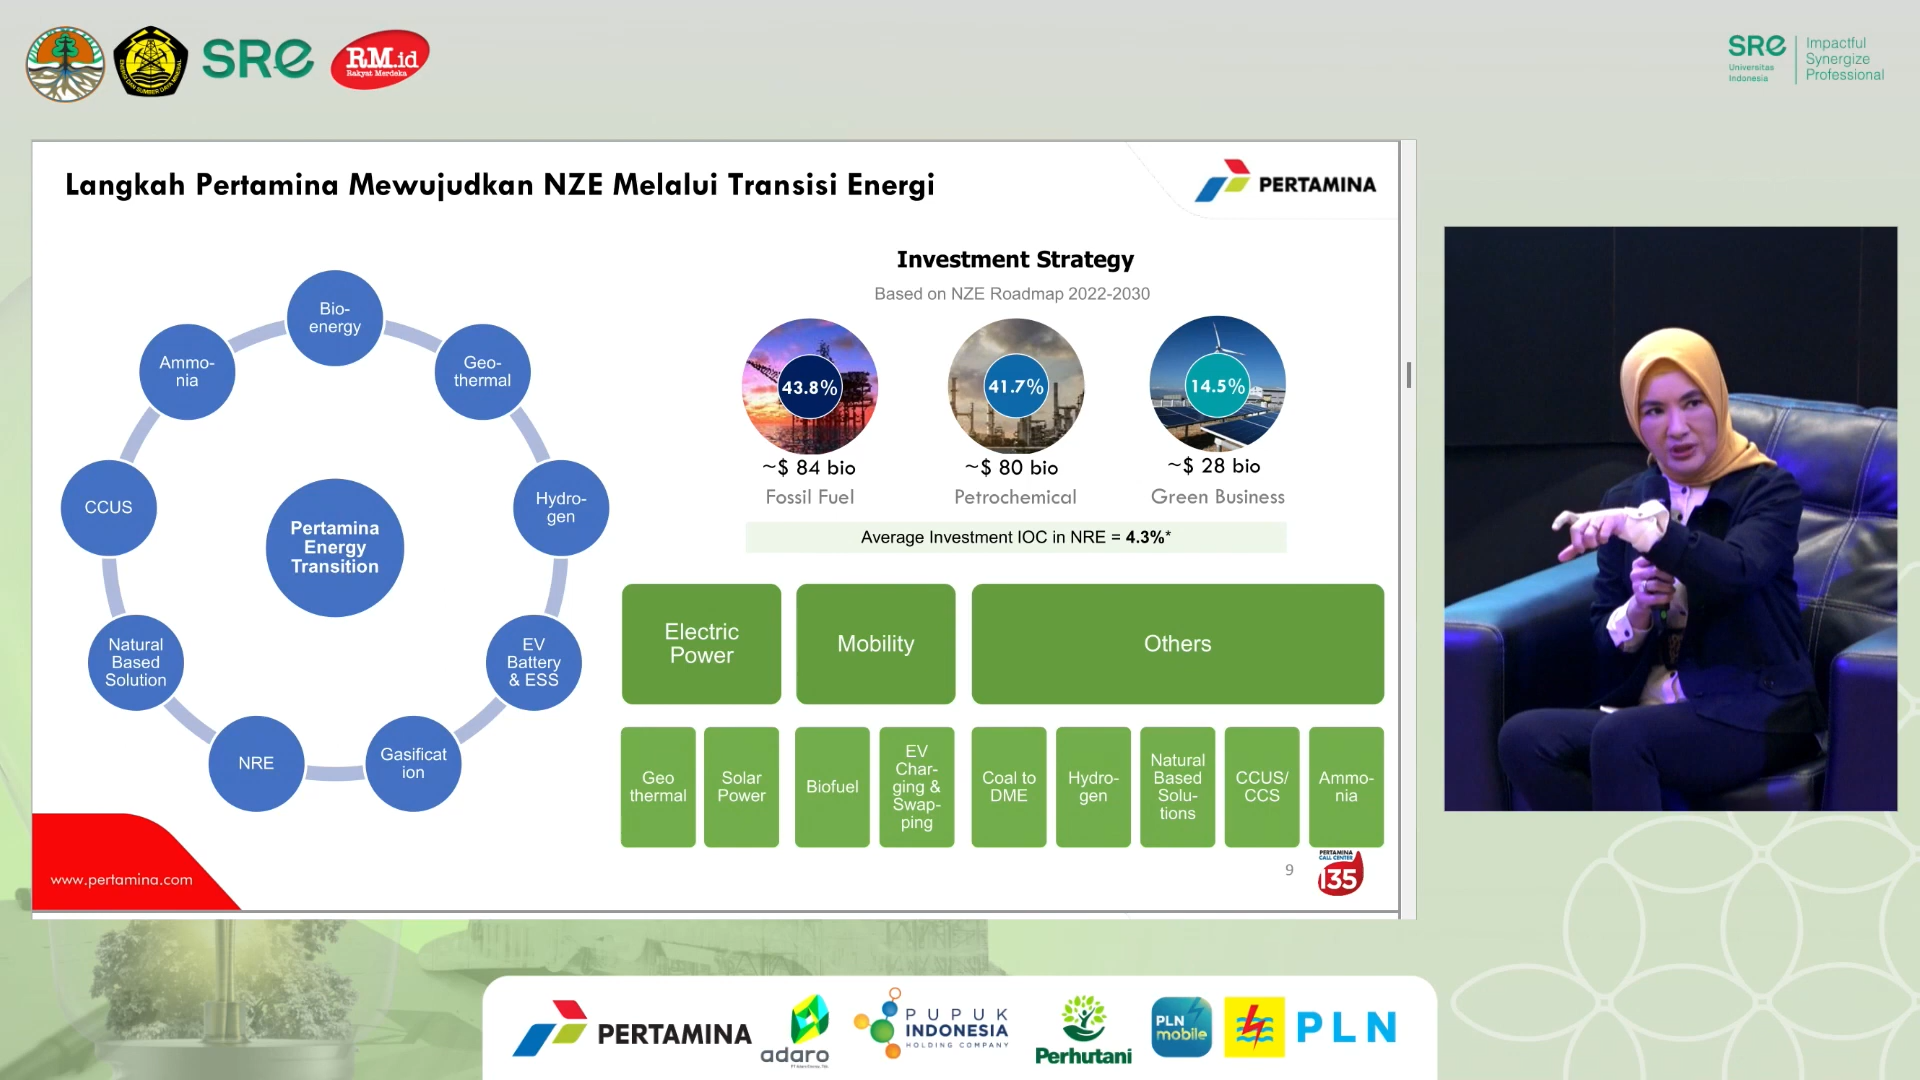 SRE
RM.id
Rakyat Merdeka
SRE
Universitas
Indonesia
Impactful
Synergize
Professional
Langkah Pertamina Mewujudkan NZE Melalui Transisi Energi
PERTAMINA
Bio-
energy
Geo-
thermal
Hydro-
gen
EV
Battery
& ESS
Gasificat
ion
NRE
Natural
Based
Solution
CCUS
Ammo-
nia
Pertamina
Energy
Transition
Investment Strategy
Based on NZE Roadmap 2022-2030
43.8%
41.7%
14.5%
~$ 84 bio
~$ 80 bio
~$ 28 bio
Fossil Fuel
Petrochemical
Green Business
Average Investment IOC in NRE = 4.3%*
Electric
Power
Mobility
Others
Geo
thermal
Solar
Power
Biofuel
EV
Char-
ging &
Swap-
ping
Coal to
DME
Hydro-
gen
Natural
Based
Solu-
tions
CCUS/
CCS
Ammo-
nia
www.pertamina.com
9
PERTAMINA
CALL CENTER
135
PERTAMINA
adaro
PUPUK
INDONESIA
HOLDING COMPANY
Perhutani
PLN
mobile
PLN